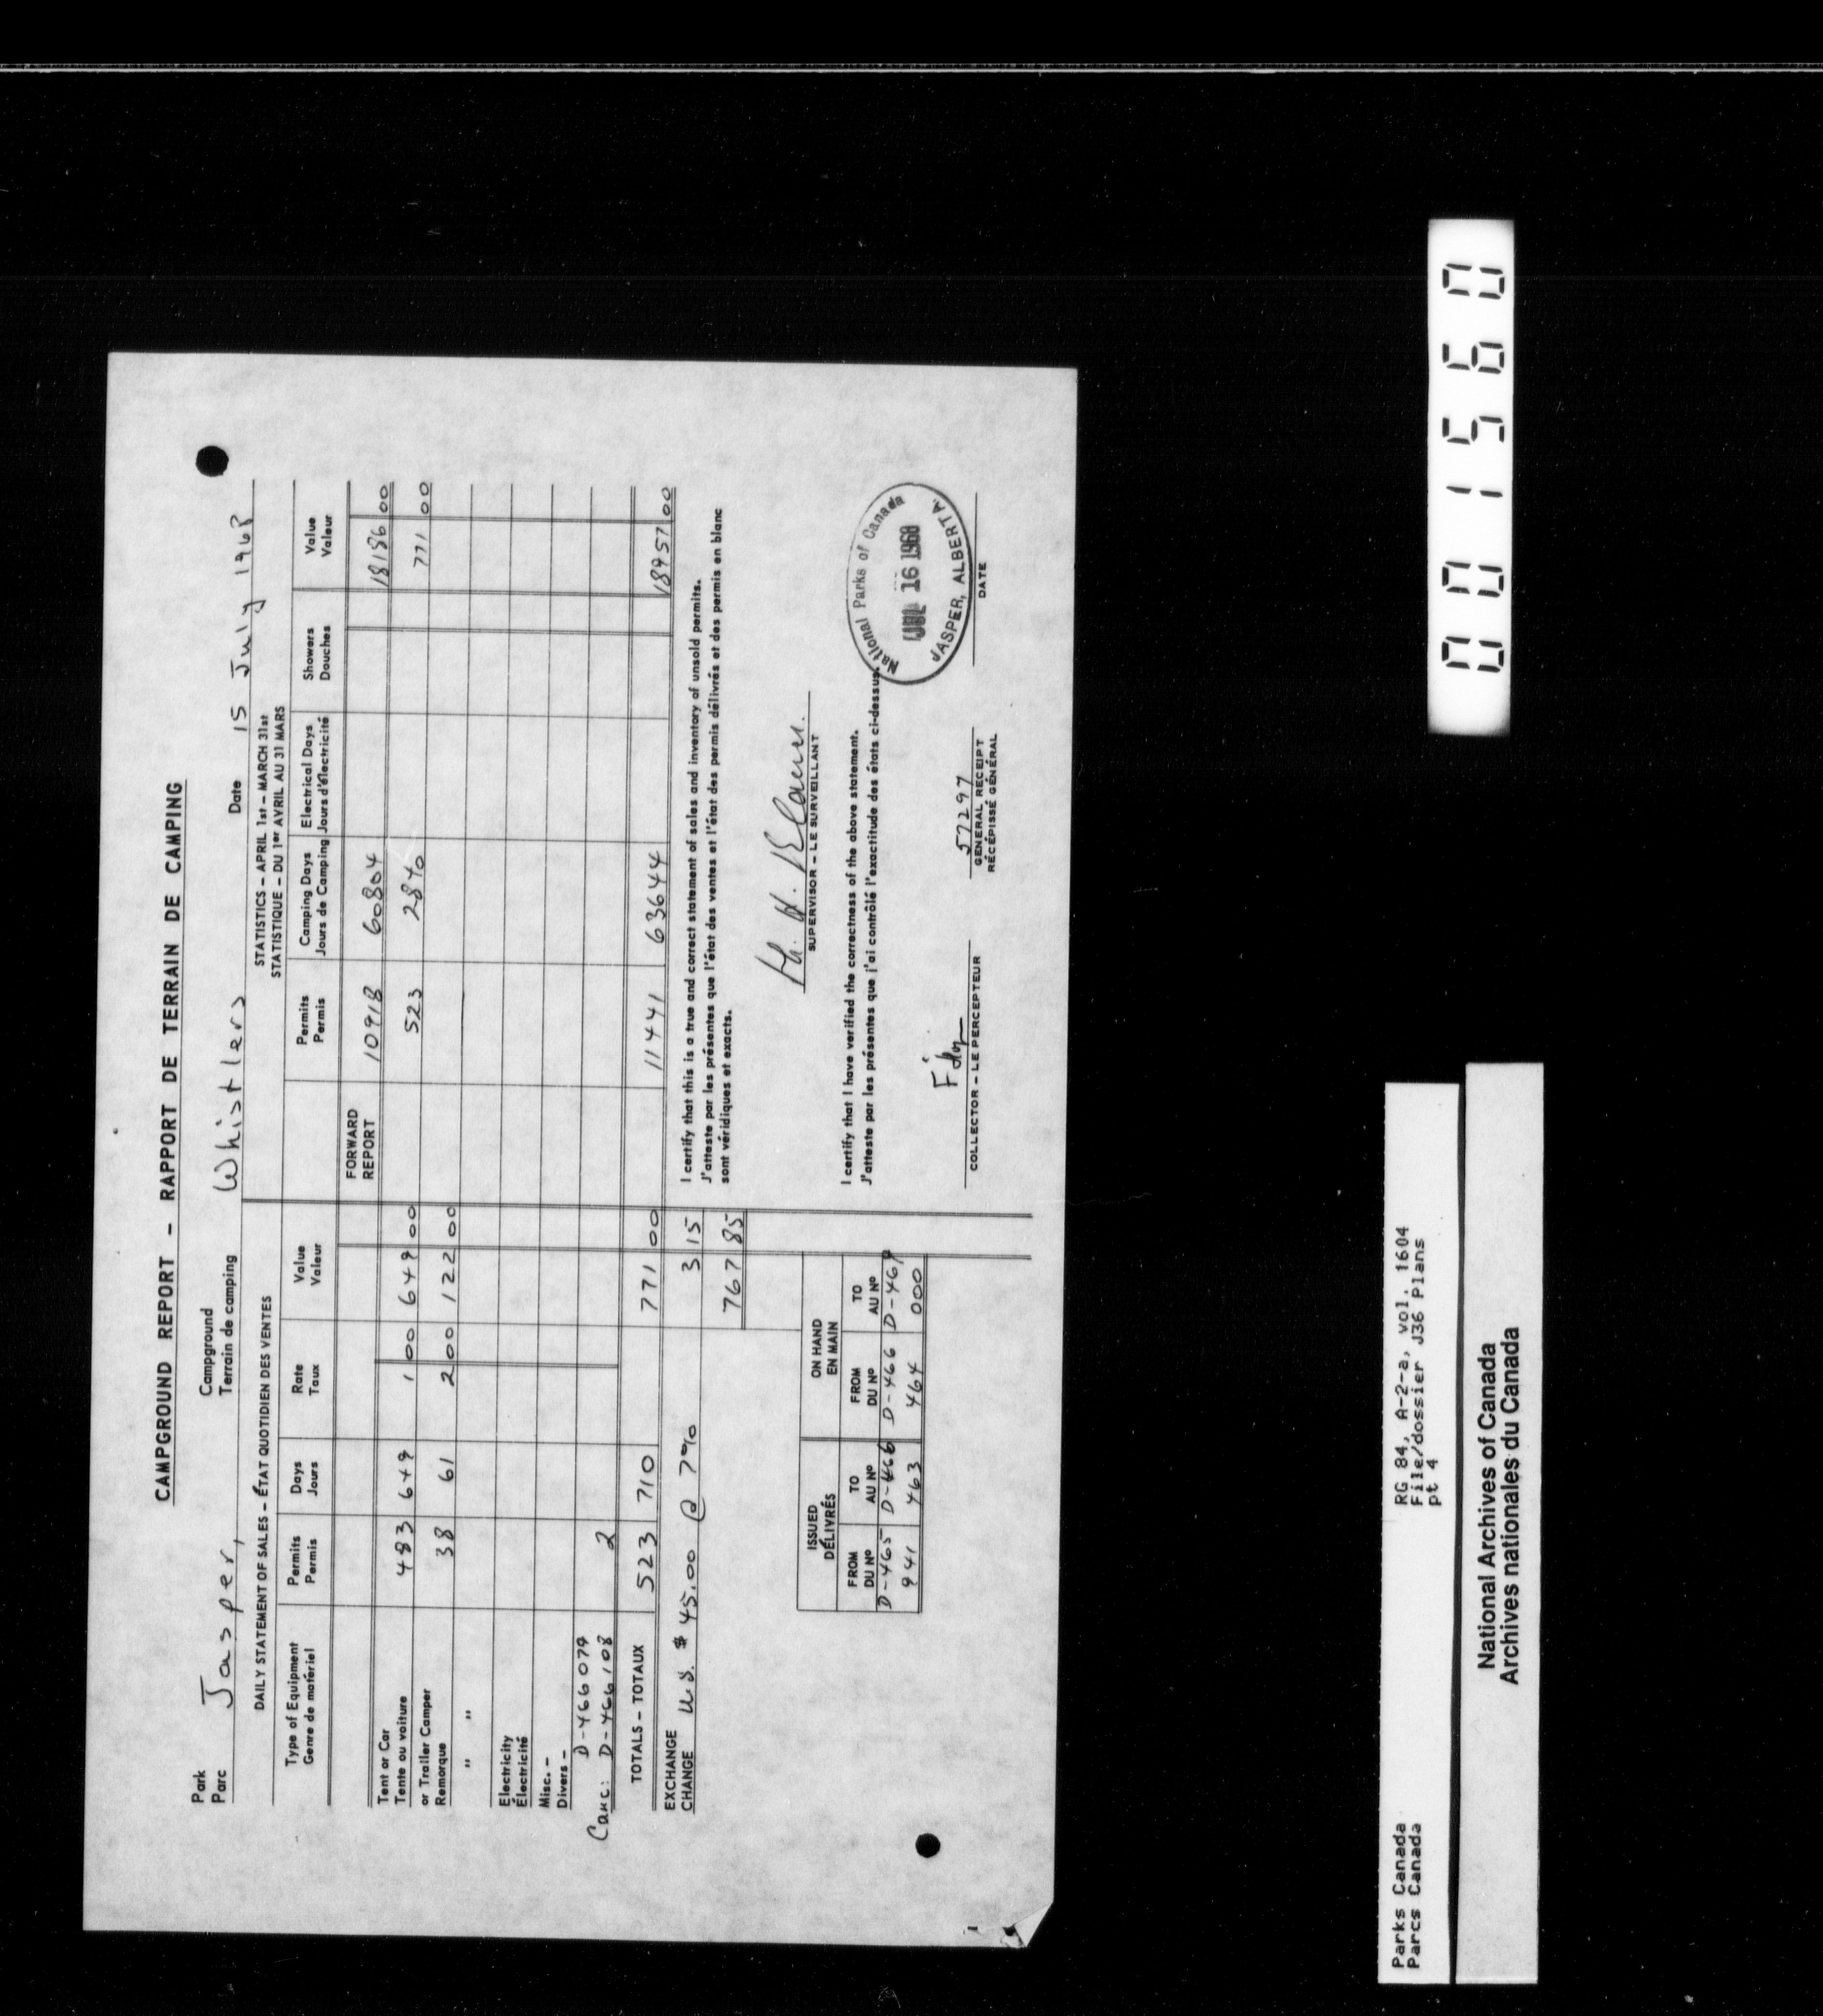 CAMPGROUND REPORT - RAPPORT DE TERRAIN DE CAMPING
Park
Parc Jasper,
Campground
Terrain de camping Whistlers
Date 15 July 1968
DAILY STATEMENT OF SALES - ÉTAT QUOTIDIEN DES VENTES
STATISTICS - APRIL 1st - MARCH 31st
STATISTIQUE - DU 1er AVRIL AU 31 MARS
Type of Equipment Permits Days Rate Value Permits Camping Days Electrical Days Showers Value
Genre de matériel Permis Jours Taux Valeur Permis Jours de Camping Jours d'électricité Douches Valeur
FORWARD
REPORT 10918 60804 18186 00
Tent or Car
Tente ou voiture 483 649 1 00 649 00 523 2840 771 00
or Trailer Camper
Remorque 38 61 2 00 122 00
" "
Electricity
Électricité
Misc. -
Divers -
D-466079
Canc: D-466108 2
TOTALS - TOTAUX 523 710 771 00 11441 63644 18957 00
EXCHANGE
CHANGE U.S. $ 45.00 @ 7% 3 15
767 85
I certify that this is a true and correct statement of sales and inventory of unsold permits.
J'atteste par les présentes que l'état des ventes et l'état des permis délivrés et des permis en blanc
sont véridiques et exacts.
ISSUED
DÉLIVRÉS
ON HAND
EN MAIN
FROM TO FROM TO
DU Nº AU Nº DU Nº AU Nº
D-465 D-466 D-466 D-469
941 463 464 000
SUPERVISOR - LE SURVEILLANT
I certify that I have verified the correctness of the above statement.
J'atteste par les présentes que j'ai contrôlé l'exactitude des états ci-dessus.
COLLECTOR - LE PERCEPTEUR
57297
GENERAL RECEIPT
RÉCÉPISSÉ GÉNÉRAL
DATE
National Parks of Canada
JUL 16 1968
JASPER, ALBERTA
001560
Parks Canada RG 84, A-2-a, vol. 1604
Parcs Canada File/dossier J36 Plans
pt 4
National Archives of Canada
Archives nationales du Canada